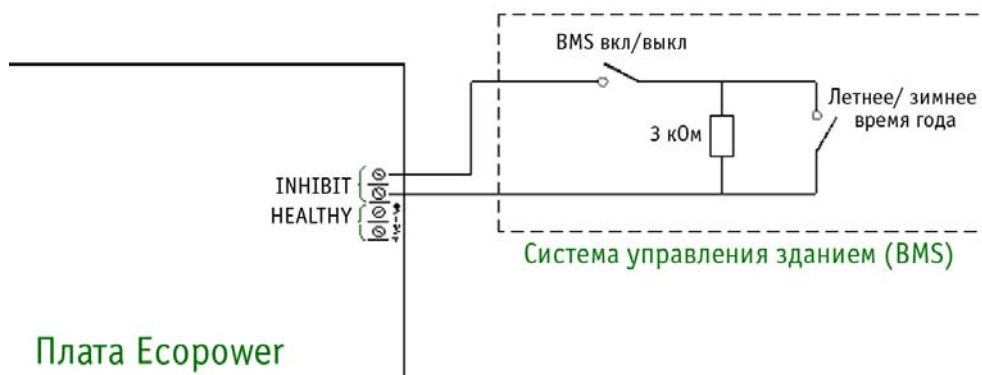 BMS вкл/выкл
Летнее/ зимнее
время года
3 кОм
INHIBIT
HEALTHY
Система управления зданием (BMS)
Плата Ecopower